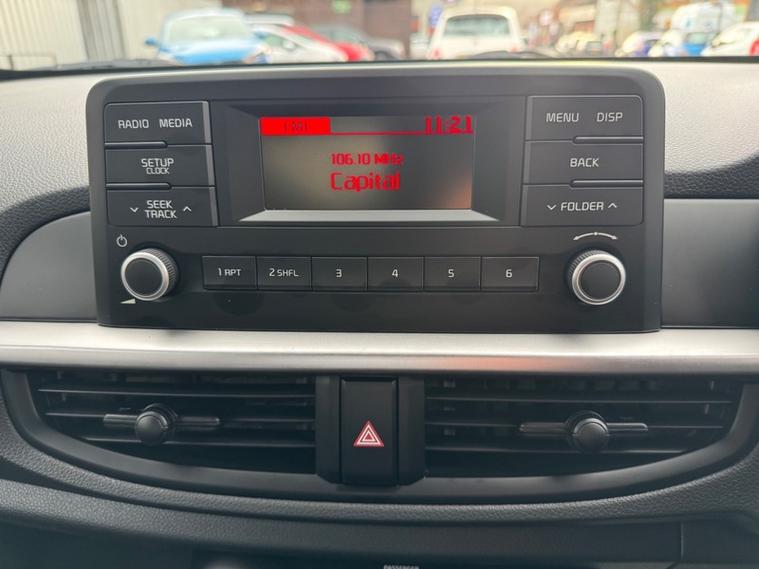 RADIO MEDIA
11:21
MENU DISP
106.10 MHz
Capital
SETUP
CLOCK
BACK
SEEK
TRACK
FOLDER
1 RPT
2 SHFL
3
4
5
6
PASSENGER